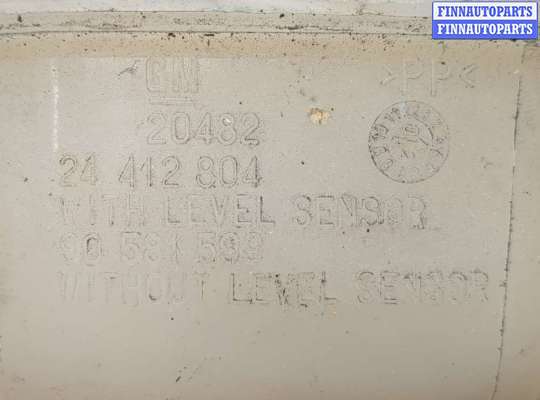 FINNAUTOPARTS
FINNAUTOPARTS
GM >PP<
20482
24 412 804
WITH LEVEL SENSOR
90 581 599
WITHOUT LEVEL SENSOR